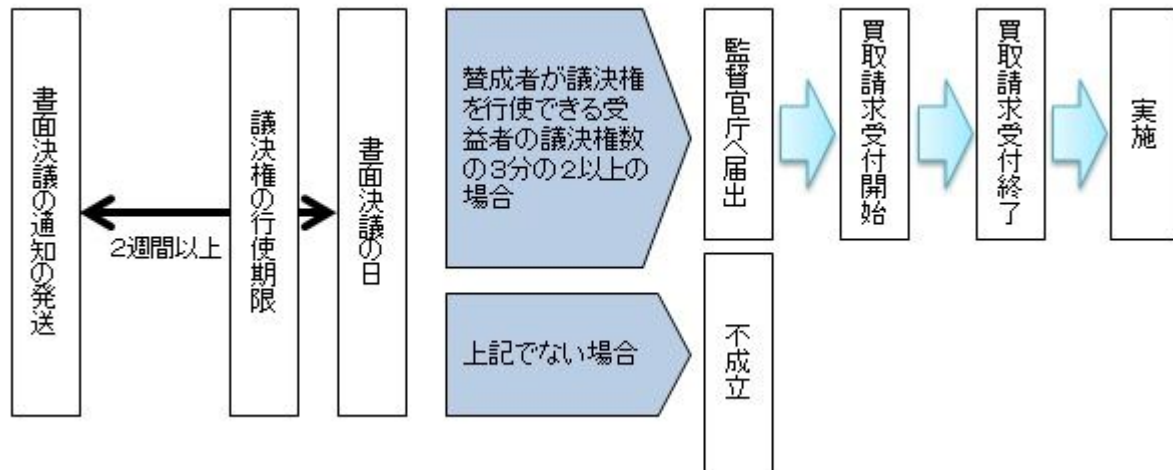 書面決議の通知の発送
2週間以上
議決権の行使期限
書面決議の日
賛成者が議決権
を行使できる受
益者の議決権数
の3分の2以上の
場合
監督官庁へ届出
買取請求受付開始
買取請求受付終了
実施
上記でない場合
不成立